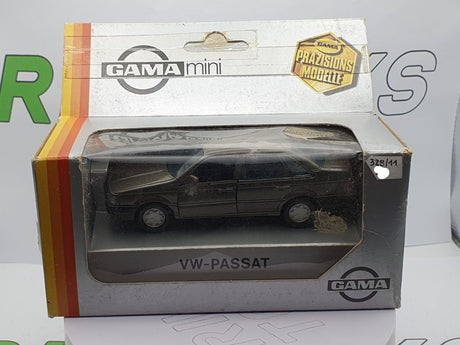 GAMA mini
GAMA
PRÄZISIONS
MODELLE
328/11
VW-PASSAT
GAMA